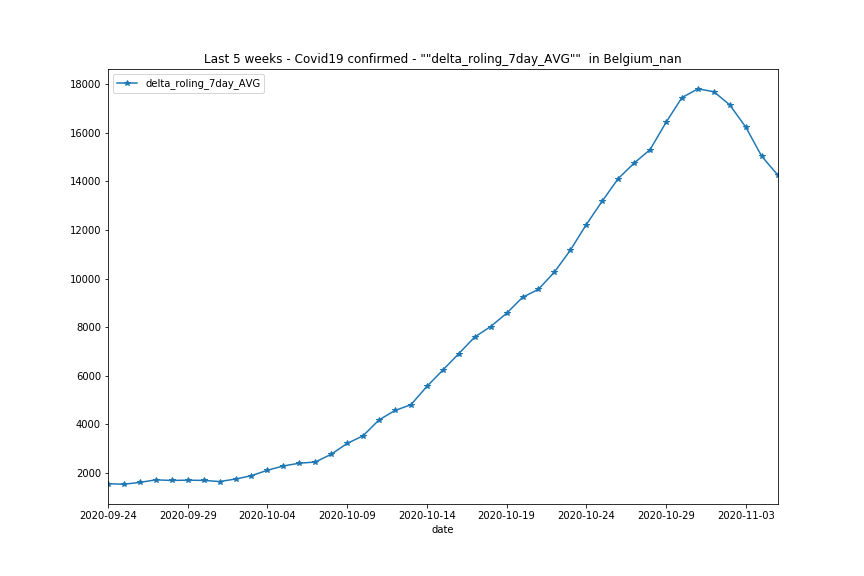 Last 5 weeks - Covid19 confirmed - ""delta_roling_7day_AVG""  in Belgium_nan
delta_roling_7day_AVG
18000
16000
14000
12000
10000
8000
6000
4000
2000
2020-09-24 2020-09-29 2020-10-04 2020-10-09 2020-10-14 2020-10-19 2020-10-24 2020-10-29 2020-11-03
date